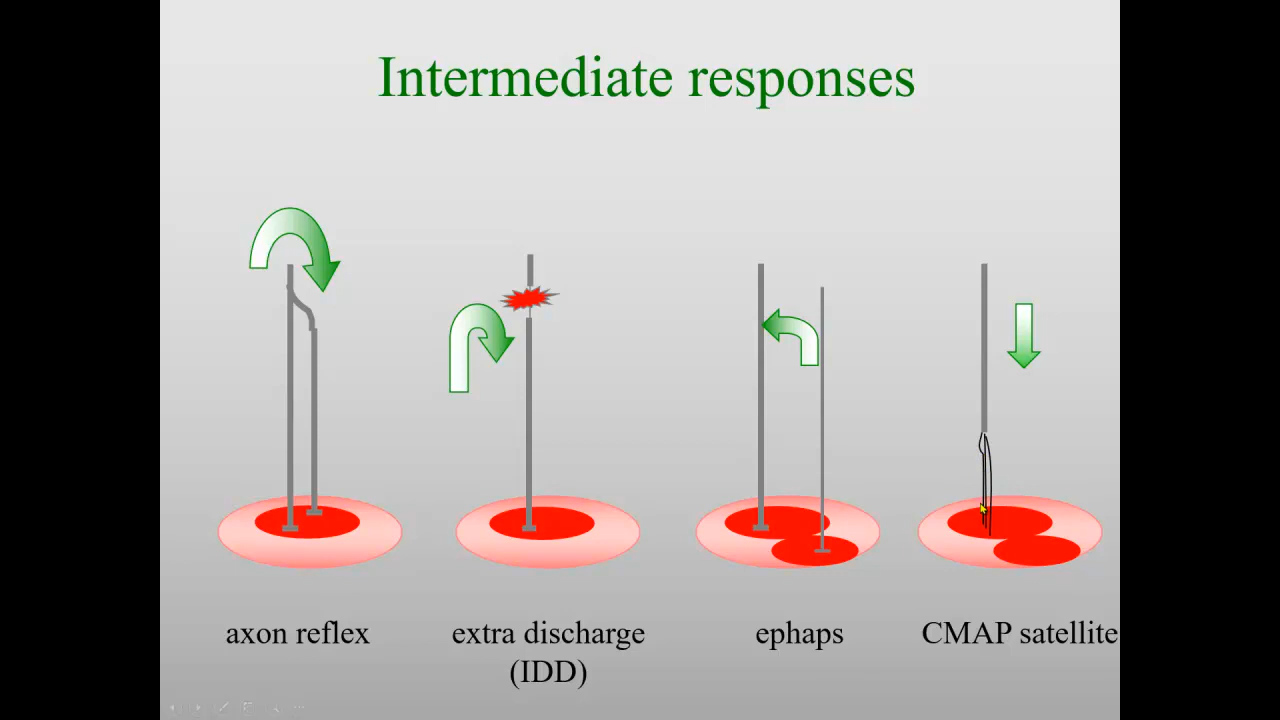 Intermediate responses
axon reflex
extra discharge
(IDD)
ephaps
CMAP satellite